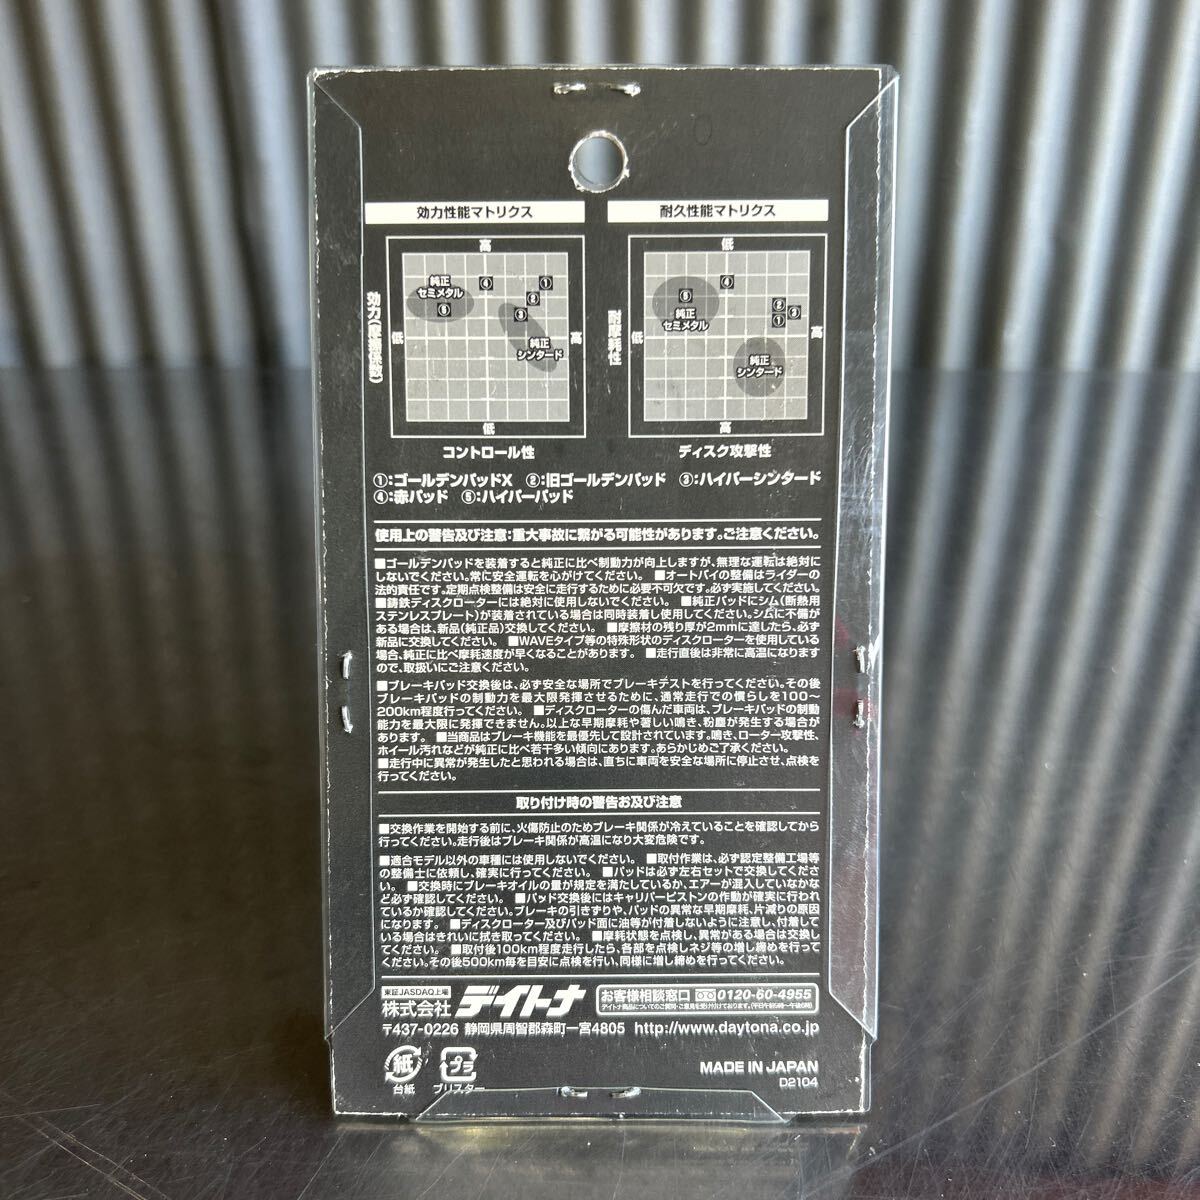 効力性能マトリクス
高
純正
セミメタル
④
①
②
⑤
③
低
高
純正
シンタード
低
効力(摩擦係数)
コントロール性
耐久性能マトリクス
低
④
⑤
純正
セミメタル
②
③
①
高
低
純正
シンタード
高
耐摩耗性
ディスク攻撃性
①:ゴールデンパッドX ②:旧ゴールデンパッド ③:ハイパーシンタード
④:赤パッド ⑤:ハイパーパッド
使用上の警告及び注意:重大事故に繋がる可能性があります。ご注意ください。
■ゴールデンパッドを装着すると純正に比べ制動力が向上しますが、無理な運転は絶対に
しないでください。常に安全運転を心がけてください。 ■オートバイの整備はライダーの
法的責任です。定期点検整備は安全に走行するために必要不可欠です。必ず実施してください。
■鋳鉄ディスクローターには絶対に使用しないでください。 ■純正パッドにシム(断熱用
ステンレスプレート)が装着されている場合は同時装着し使用してください。シムに不備が
ある場合は、新品(純正品)交換してください。 ■摩擦材の残り厚が2mmに達したら、必ず
新品に交換してください。 ■WAVEタイプ等の特殊形状のディスクローターを使用している
場合、純正に比べ摩耗速度が早くなることがあります。 ■走行直後は非常に高温になります
ので、取扱いにご注意ください。
■ブレーキパッド交換後は、必ず安全な場所でブレーキテストを行ってください。その後
ブレーキパッドの制動力を最大限発揮させるために、通常走行での慣らしを100〜
200km程度行ってください。 ■ディスクローターの傷んだ車両は、ブレーキパッドの制動
能力を最大限に発揮できません。以上な早期摩耗や著しい鳴き、粉塵が発生する場合が
あります。 ■当商品はブレーキ機能を最優先して設計されています。鳴き、ローター攻撃性、
ホイール汚れなどが純正に比べ若干多い傾向にあります。あらかじめご了承ください。
■走行中に異常が発生したと思われる場合は、直ちに車両を安全な場所に停止させ、点検を
行ってください。
取り付け時の警告お及び注意
■交換作業を開始する前に、火傷防止のためブレーキ関係が冷えていることを確認してから
行ってください。走行後はブレーキ関係が高温になり大変危険です。
■適合モデル以外の車種には使用しないでください。 ■取付作業は、必ず認定整備工場等
の整備士に依頼し、確実に行ってください。 ■パッドは必ず左右セットで交換してくださ
い。 ■交換時にブレーキオイルの量が規定を満たしているか、エアーが混入していなかな
ど必ず確認してください。 ■パッド交換後にはキャリパーピストンの作動が確実に行われ
ているか確認してください。ブレーキの引きずりや、パッドの異常な早期摩耗、片減りの原因
になります。 ■ディスクローター及びパッド面に油等が付着しないように注意し、付着して
いる場合はきれいに拭き取ってください。 ■摩耗状態を点検し、異常がある場合は交換し
てください。 ■取付後100km程度走行したら、各部を点検しネジ等の増し締めを行ってく
ださい。その後500km毎を目安に点検を行い、同様に増し締めを行ってください。
東証JASDAQ上場
株式会社 デイトナ
お客様相談窓口 0120-60-4955
デイトナ商品についてのご質問・ご意見を受け付けております。(平日午前9時〜午後6時)
〒437-0226 静岡県周智郡森町一宮4805 http://www.daytona.co.jp
紙
台紙
プラ
ブリスター
MADE IN JAPAN
D2104